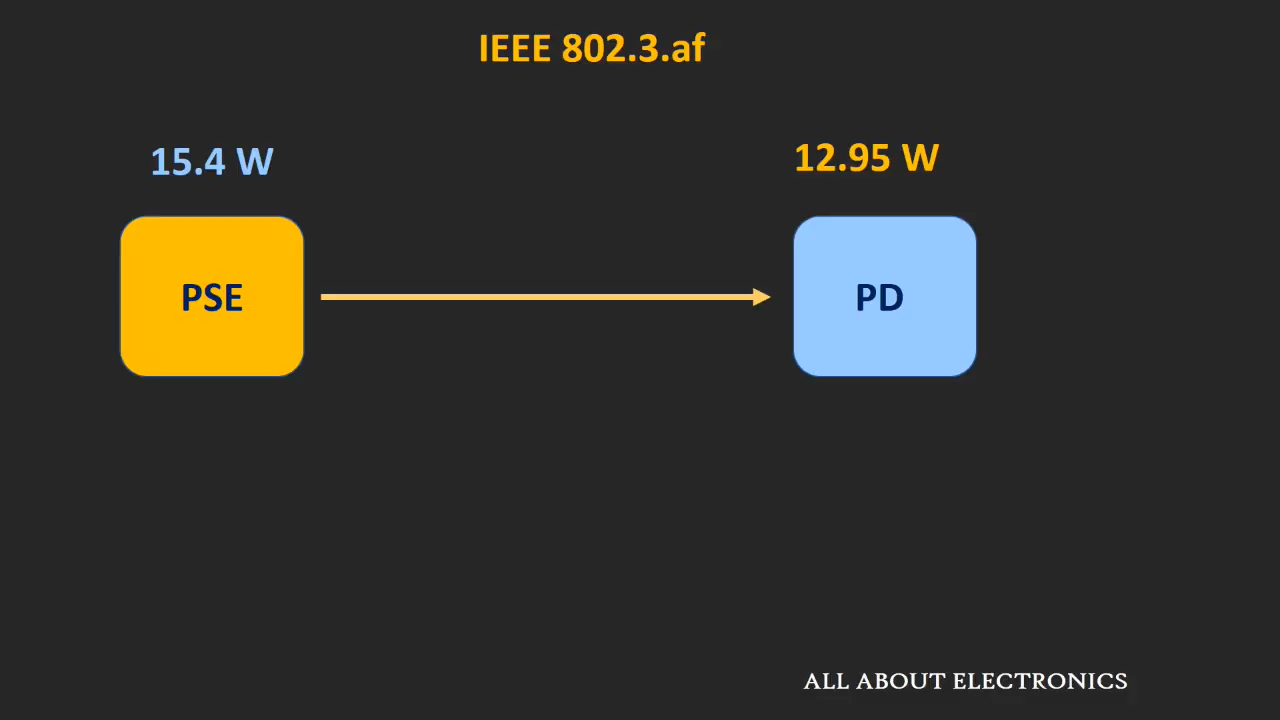 IEEE 802.3.af
15.4 W
12.95 W
PSE
PD
ALL ABOUT ELECTRONICS